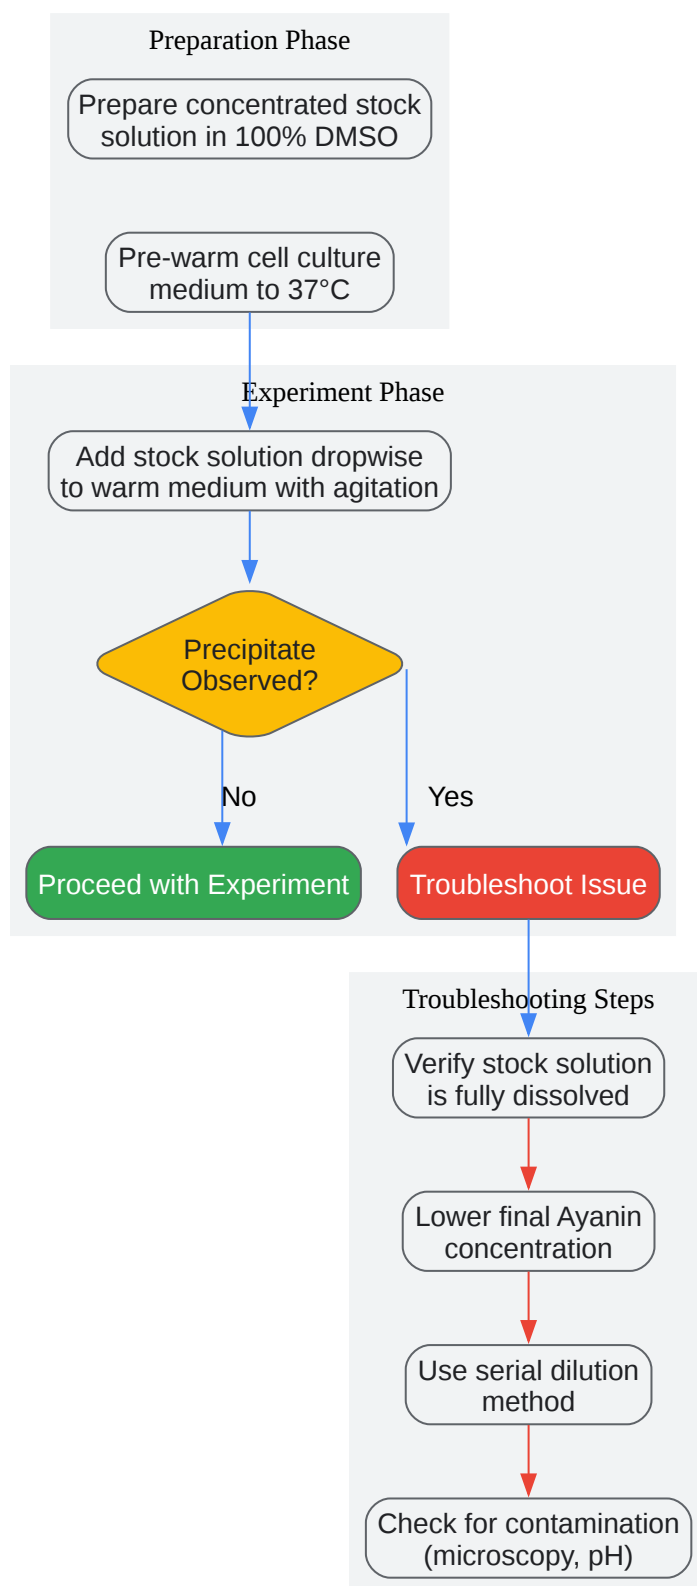 Preparation Phase
Prepare concentrated stock
solution in 100% DMSO
Pre-warm cell culture
medium to 37°C
Experiment Phase
Add stock solution dropwise
to warm medium with agitation
Precipitate
Observed?
No
Yes
Proceed with Experiment
Troubleshoot Issue
Troubleshooting Steps
Verify stock solution
is fully dissolved
Lower final Ayanin
concentration
Use serial dilution
method
Check for contamination
(microscopy, pH)